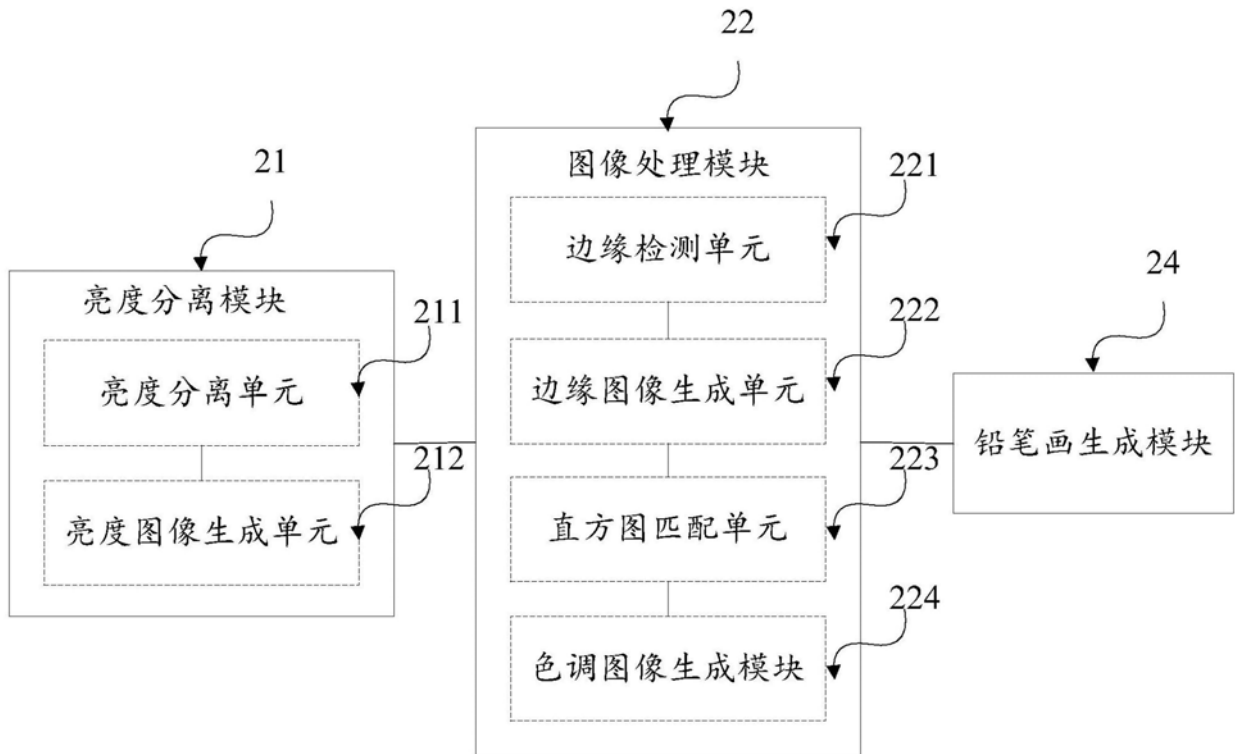 21
亮度分离模块
211
亮度分离单元
212
亮度图像生成单元
22
图像处理模块
221
边缘检测单元
222
边缘图像生成单元
223
直方图匹配单元
224
色调图像生成模块
24
铅笔画生成模块